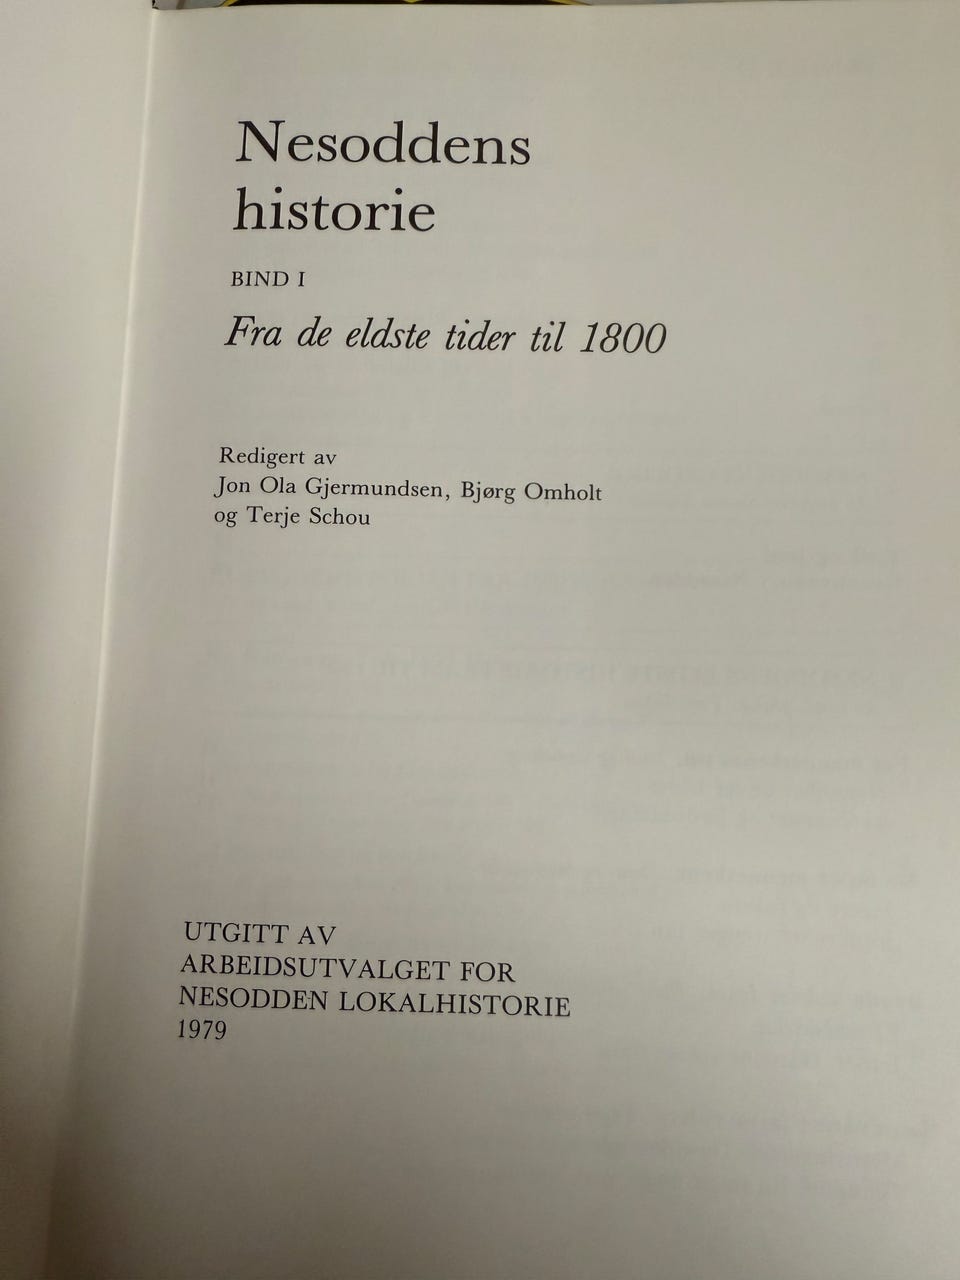 Nesoddens
historie
BIND I
Fra de eldste tider til 1800
Redigert av
Jon Ola Gjermundsen, Bjørg Omholt
og Terje Schou
UTGITT AV
ARBEIDSUTVALGET FOR
NESODDEN LOKALHISTORIE
1979